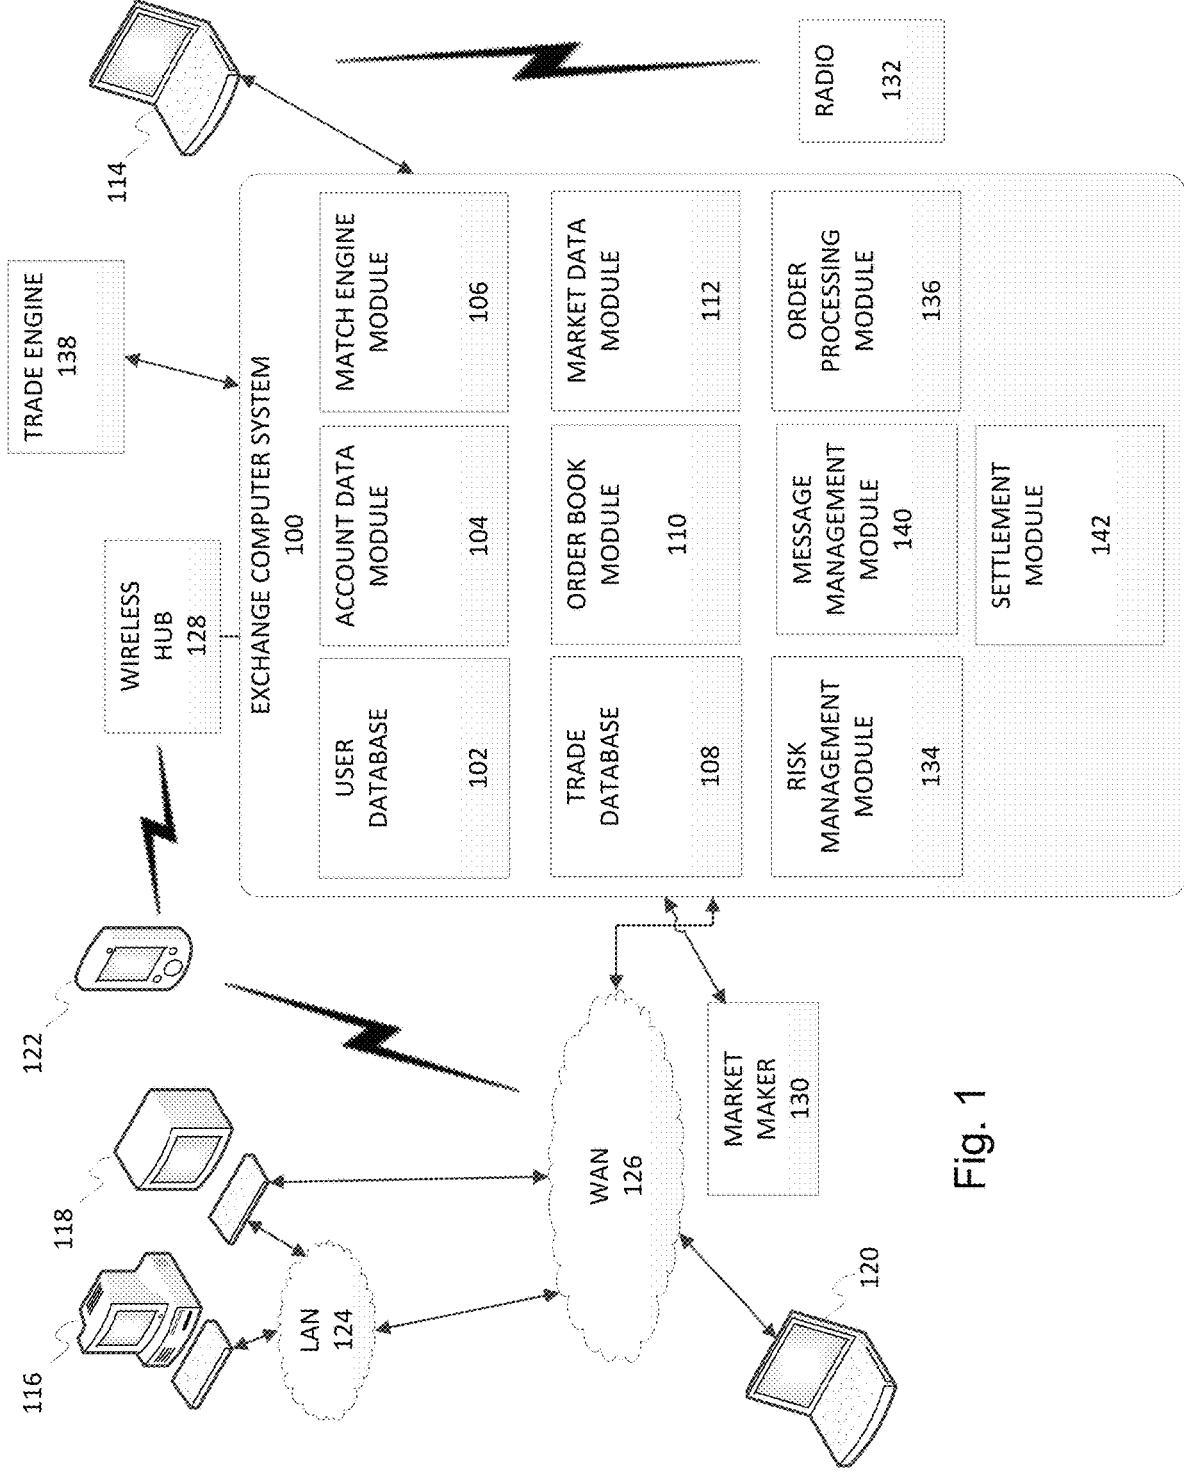 116
118
122
WIRELESS
HUB
128
TRADE ENGINE
138
114
LAN
124
EXCHANGE COMPUTER SYSTEM
100
USER
DATABASE
102
ACCOUNT DATA
MODULE
104
MATCH ENGINE
MODULE
106
WAN
126
TRADE
DATABASE
108
ORDER BOOK
MODULE
110
MARKET DATA
MODULE
112
120
MARKET
MAKER
130
RISK
MANAGEMENT
MODULE
134
MESSAGE
MANAGEMENT
MODULE
140
ORDER
PROCESSING
MODULE
136
RADIO
132
SETTLEMENT
MODULE
142
Fig. 1